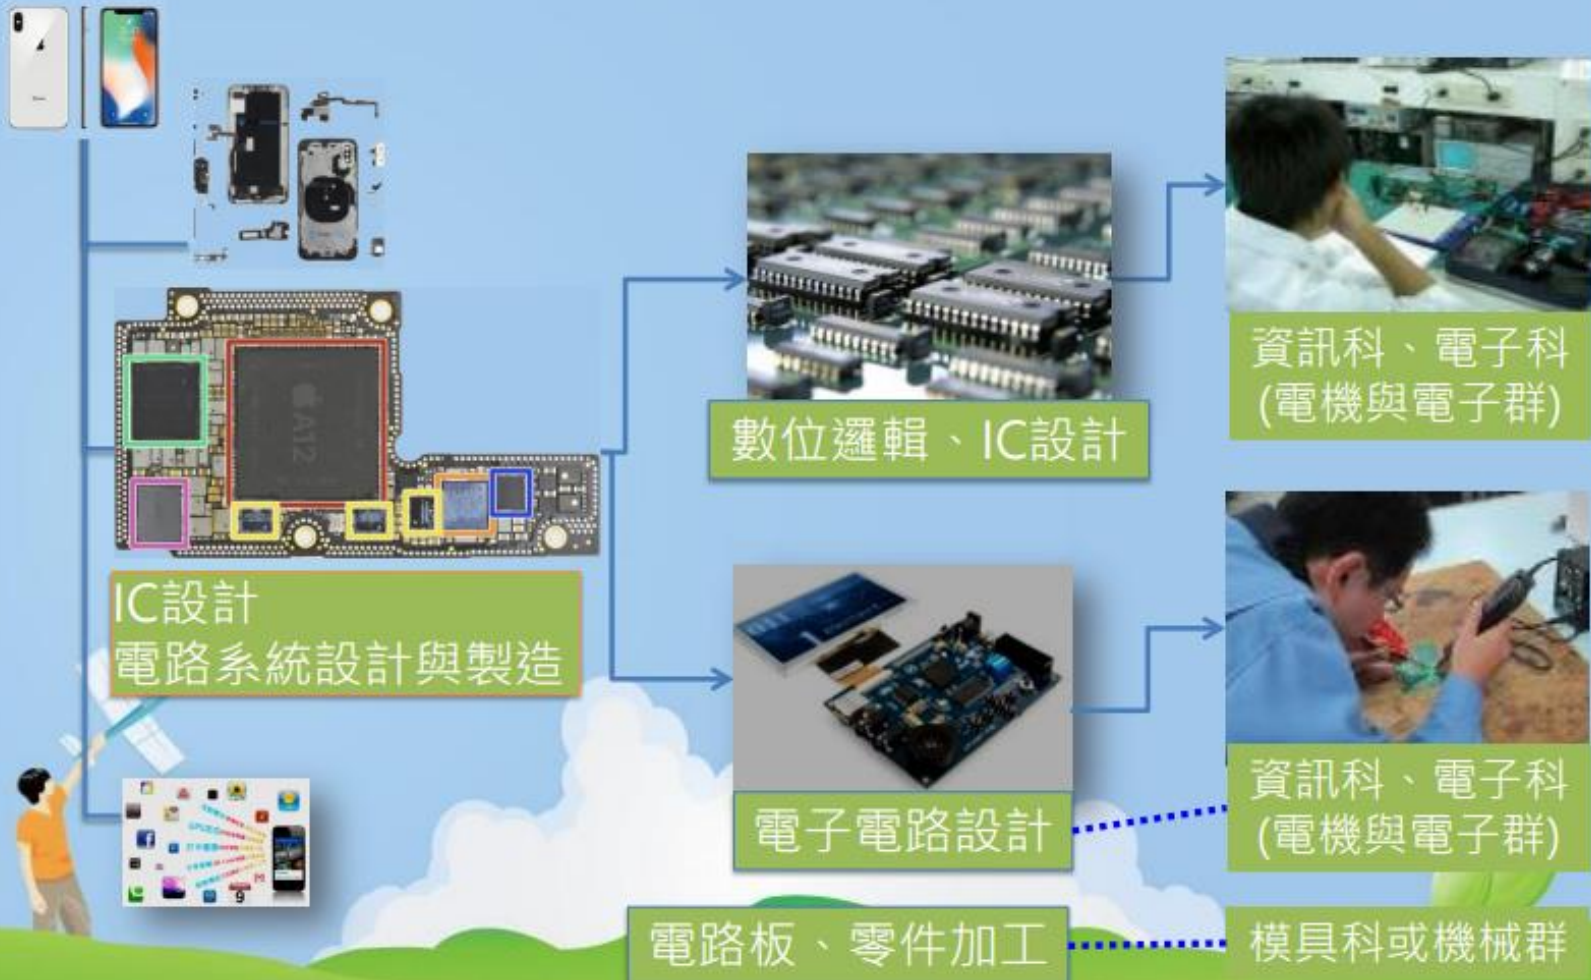 A12
IC設計
電路系統設計與製造
數位邏輯、IC設計
資訊科、電子科
(電機與電子群)
電子電路設計
資訊科、電子科
(電機與電子群)
電路板、零件加工
模具科或機械群